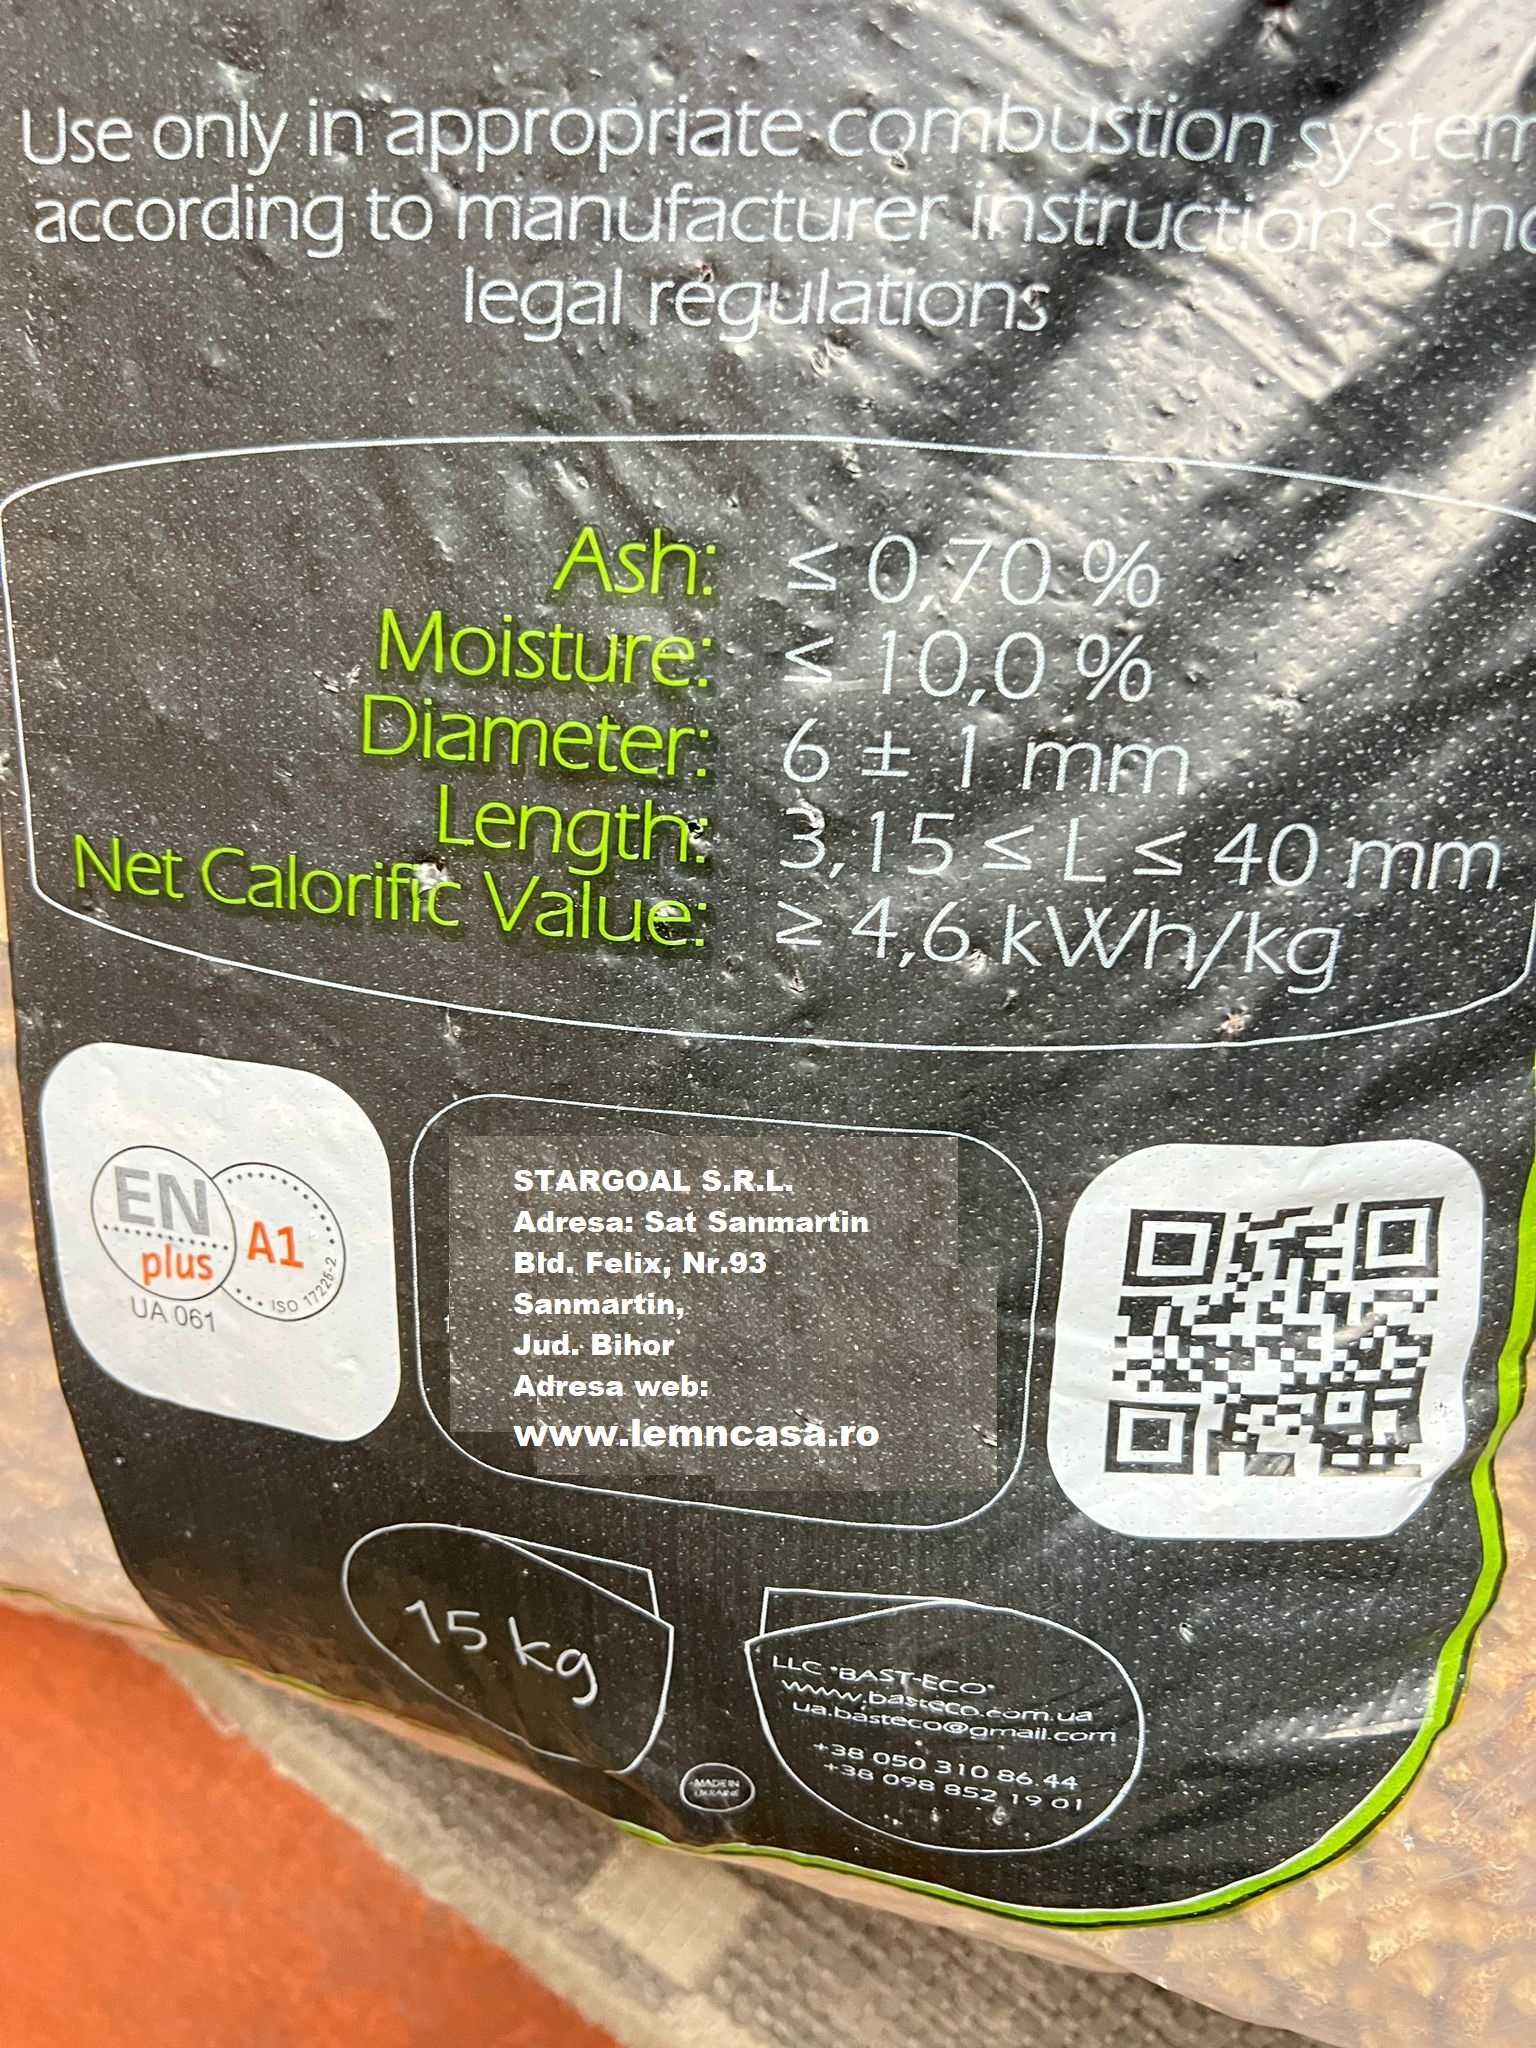 Use only in appropriate combustion system
according to manufacturer instructions and
legal regulations
Ash: ≤ 0,70 %
Moisture: ≤ 10,0 %
Diameter: 6 ± 1 mm
Length: 3,15 ≤ L ≤ 40 mm
Net Calorific Value: ≥ 4,6 kWh/kg
EN
plus
A1
ISO 17225-2
UA 061
STARGOAL S.R.L.
Adresa: Sat Sanmartin
Bld. Felix, Nr.93
Sanmartin,
Jud. Bihor
Adresa web:
www.lemncasa.ro
15 kg
LLC "BAST-ECO"
www.basteco.com.ua
ua.basteco@gmail.com
+38 050 310 86 44
+38 098 852 19 01
MADE IN
UKRAINE